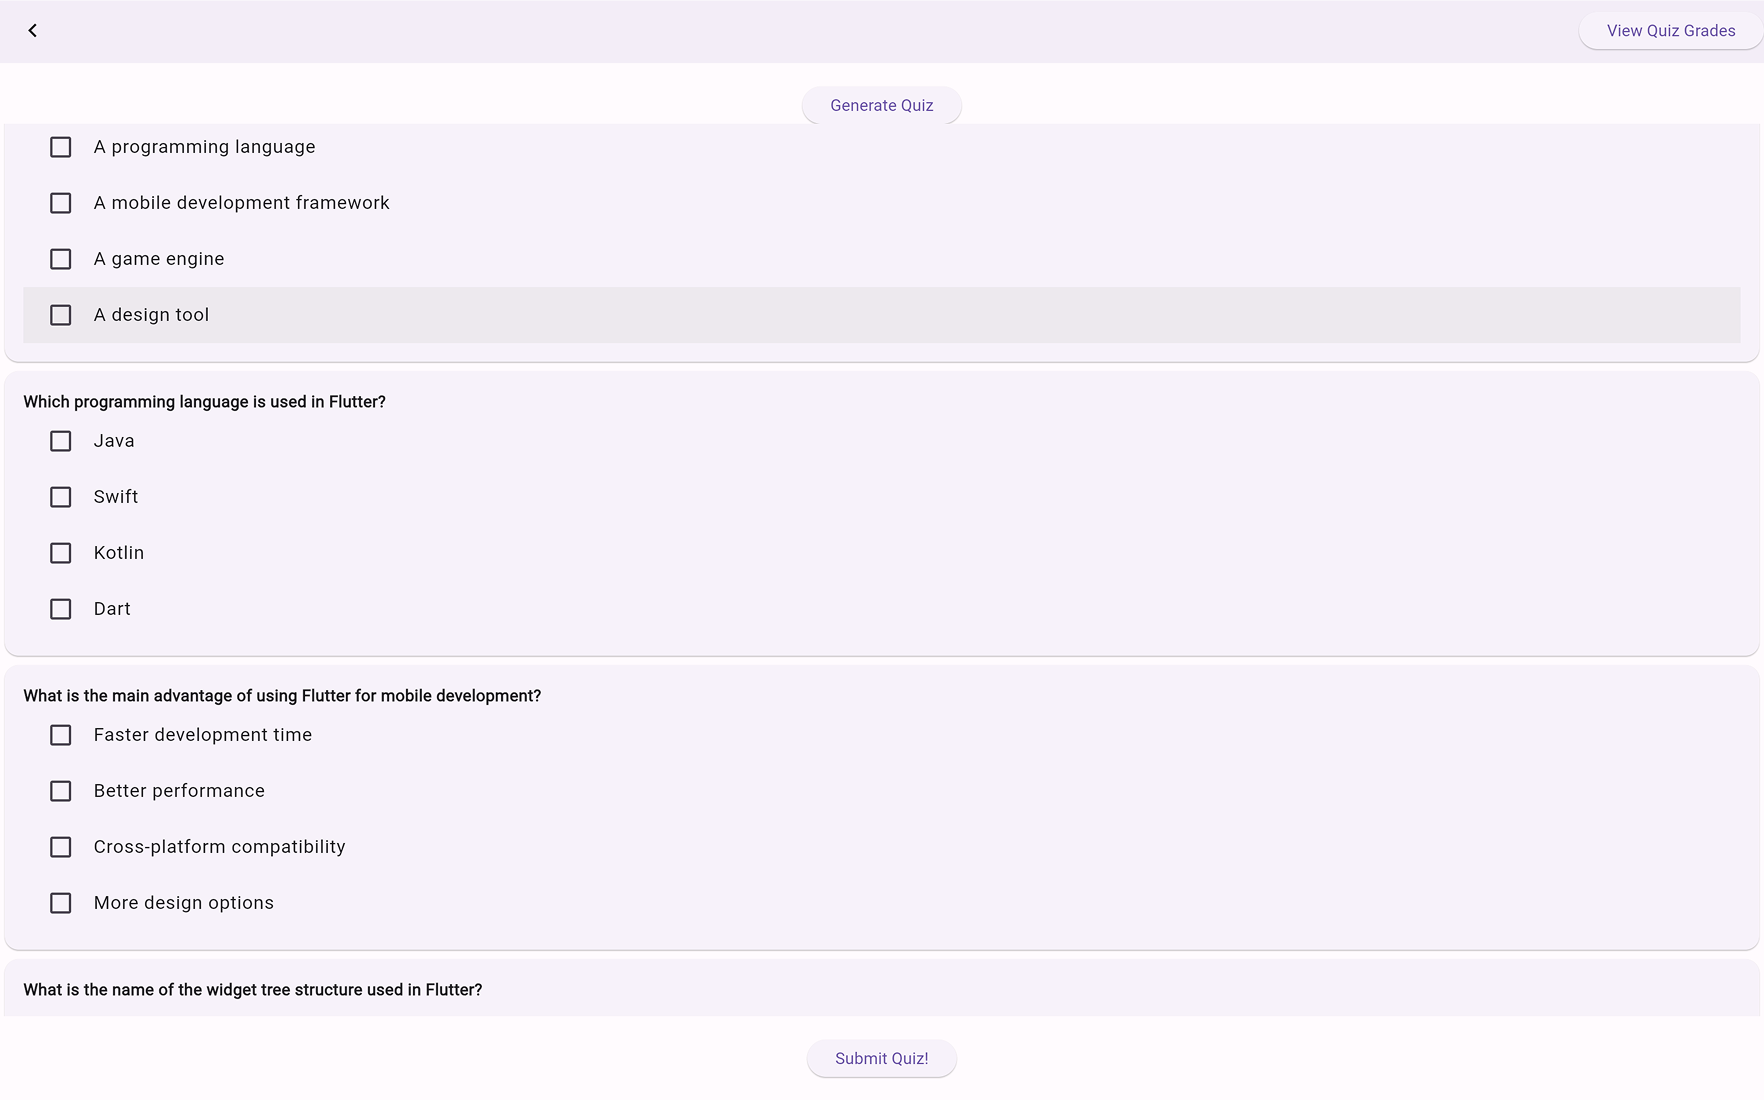 View Quiz Grades
Generate Quiz
A programming language
A mobile development framework
A game engine
A design tool
Which programming language is used in Flutter?
Java
Swift
Kotlin
Dart
What is the main advantage of using Flutter for mobile development?
Faster development time
Better performance
Cross-platform compatibility
More design options
What is the name of the widget tree structure used in Flutter?
Submit Quiz!